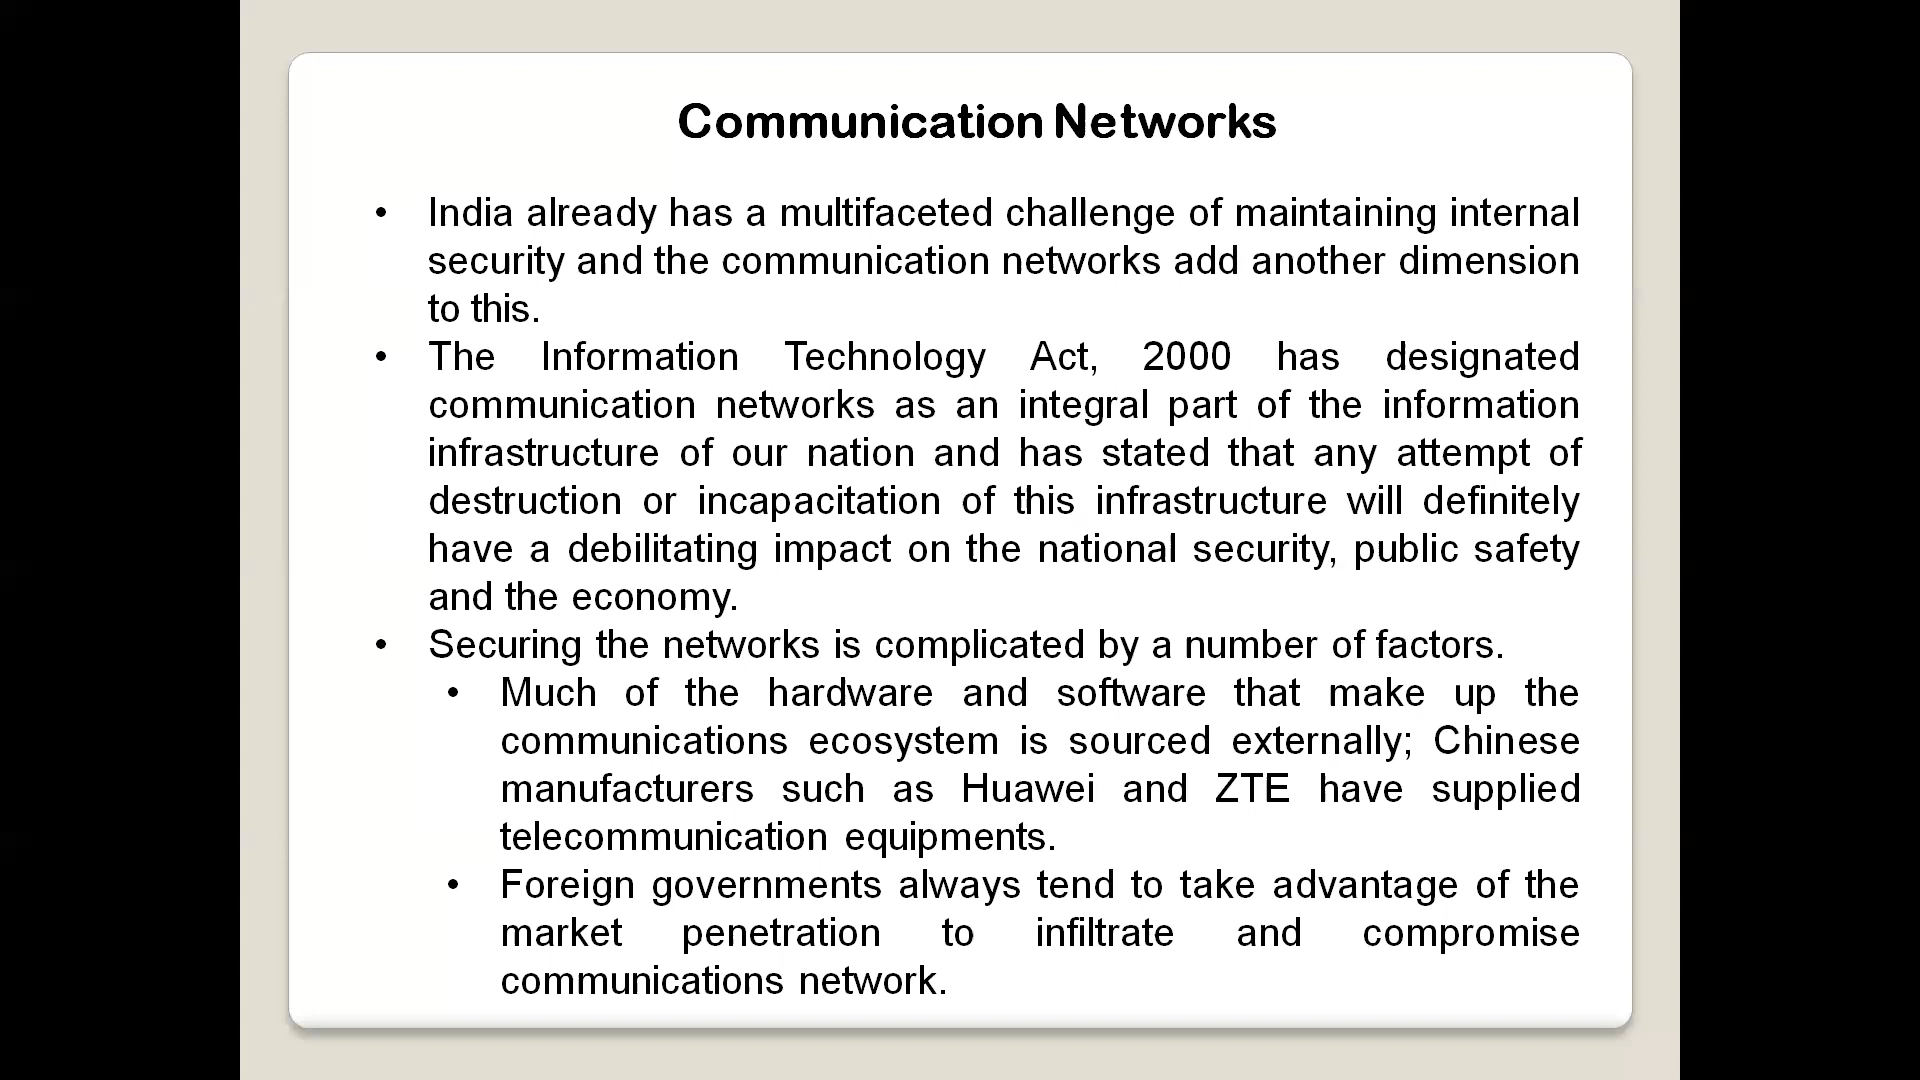 Communication Networks
• India already has a multifaceted challenge of maintaining internal
security and the communication networks add another dimension
to this.
• The Information Technology Act, 2000 has designated
communication networks as an integral part of the information
infrastructure of our nation and has stated that any attempt of
destruction or incapacitation of this infrastructure will definitely
have a debilitating impact on the national security, public safety
and the economy.
• Securing the networks is complicated by a number of factors.
• Much of the hardware and software that make up the
communications ecosystem is sourced externally; Chinese
manufacturers such as Huawei and ZTE have supplied
telecommunication equipments.
• Foreign governments always tend to take advantage of the
market penetration to infiltrate and compromise
communications network.